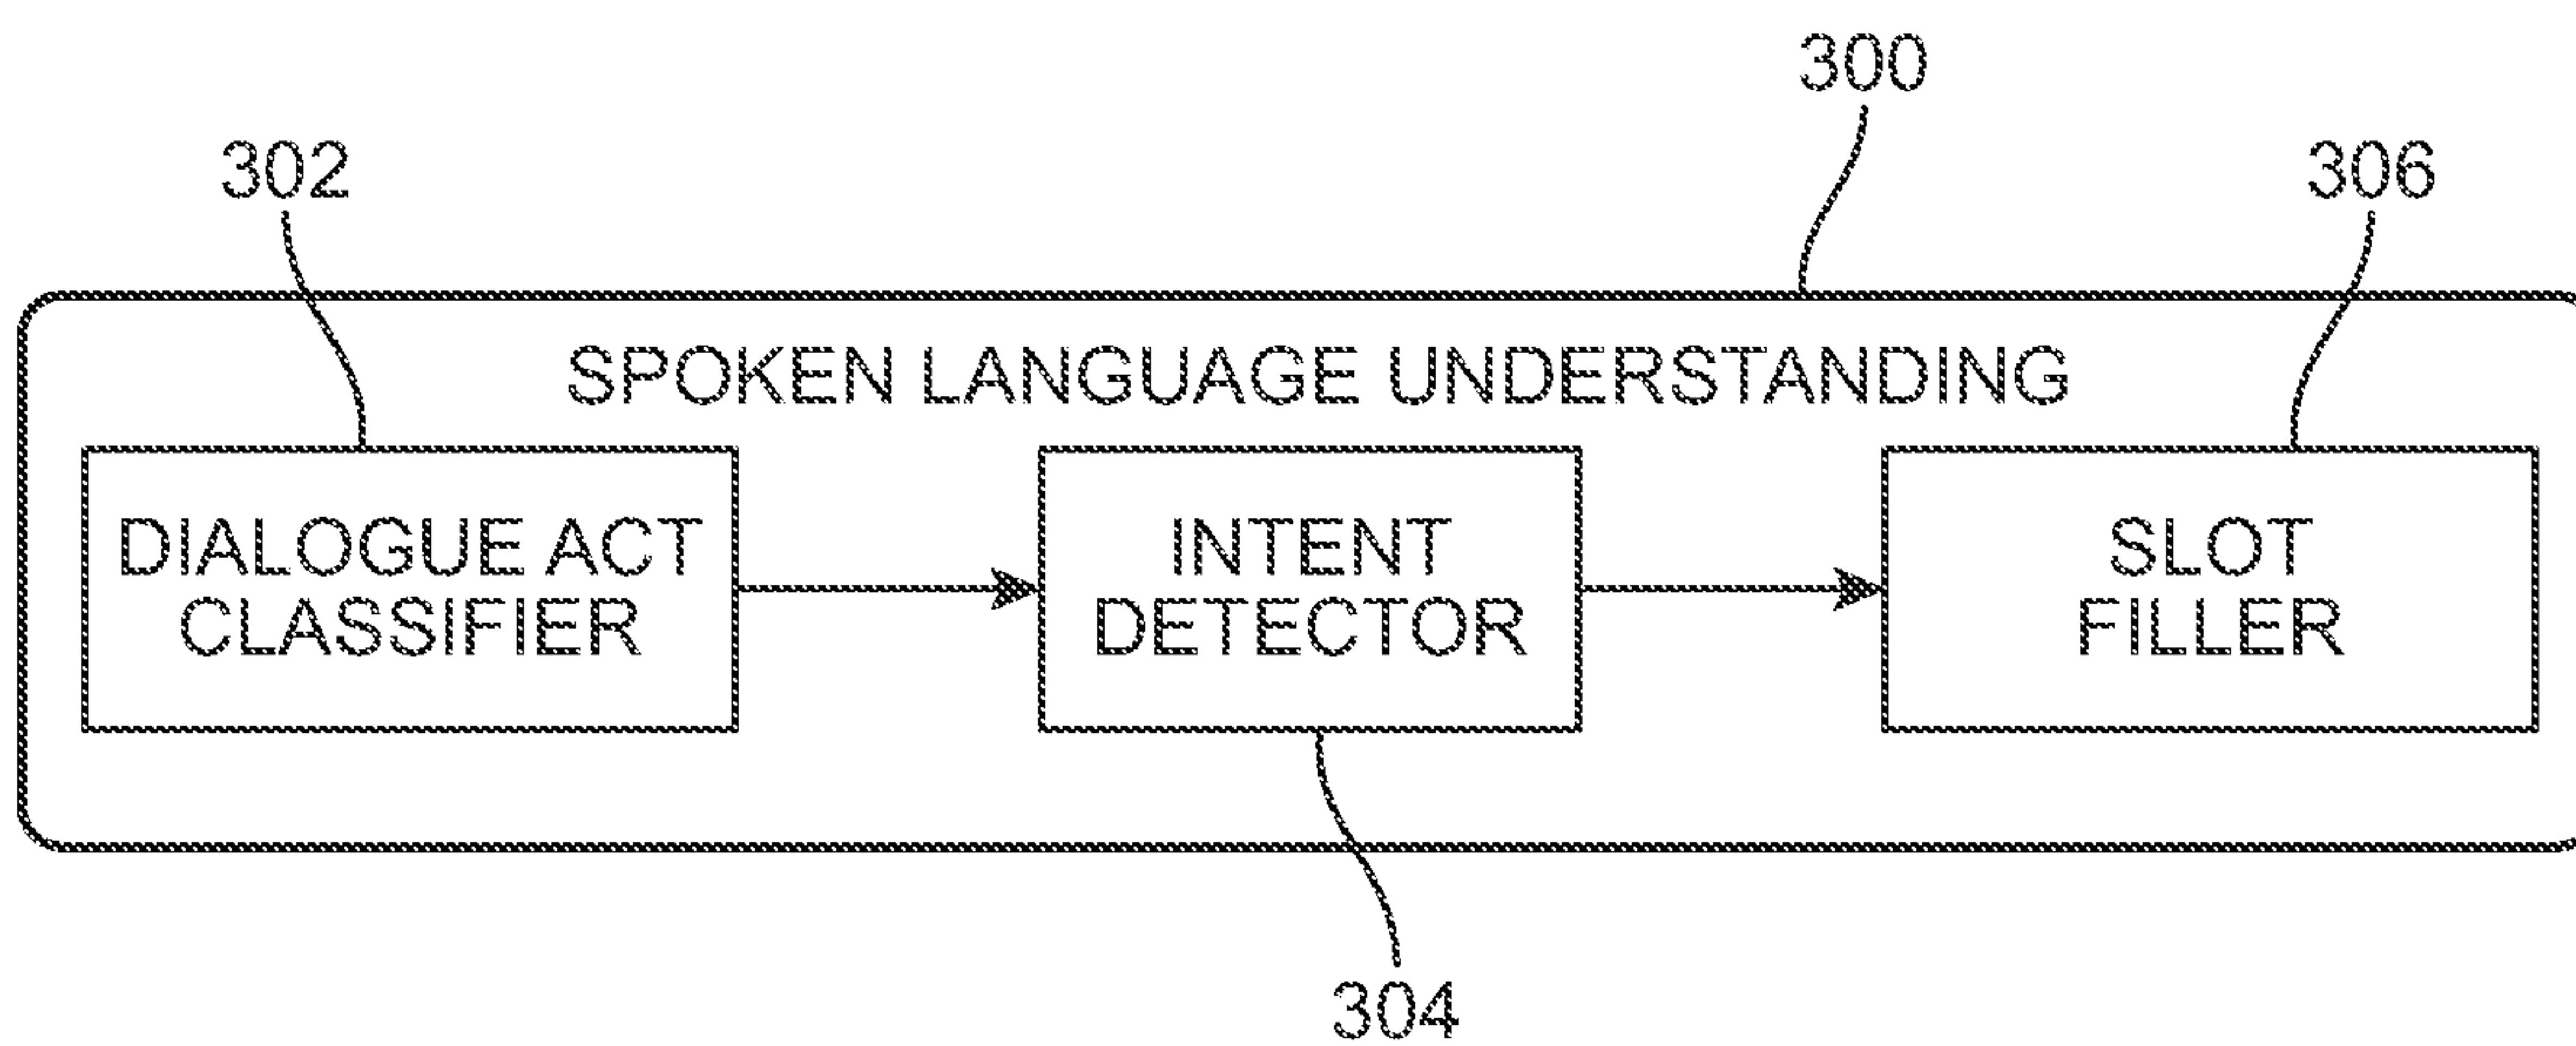 300
302
306
SPOKEN LANGUAGE UNDERSTANDING
DIALOGUE ACT
CLASSIFIER
INTENT
DETECTOR
SLOT
FILLER
304